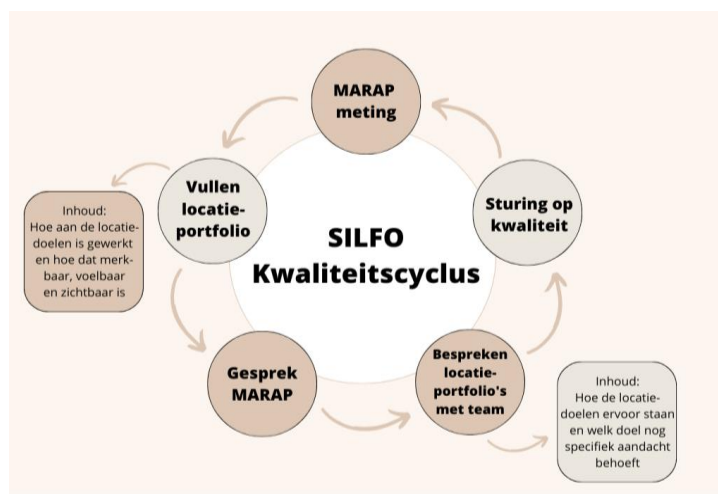 MARAP
meting
Vullen
locatie-
portfolio
Sturing op
kwaliteit
Inhoud:
Hoe aan de locatie-
doelen is gewerkt
en hoe dat merk-
baar, voelbaar
en zichtbaar is
SILFO
Kwaliteitscyclus
Gesprek
MARAP
Bespreken
locatie-
portfolio's
met team
Inhoud:
Hoe de locatie-
doelen ervoor staan
en welk doel nog
specifiek aandacht
behoeft